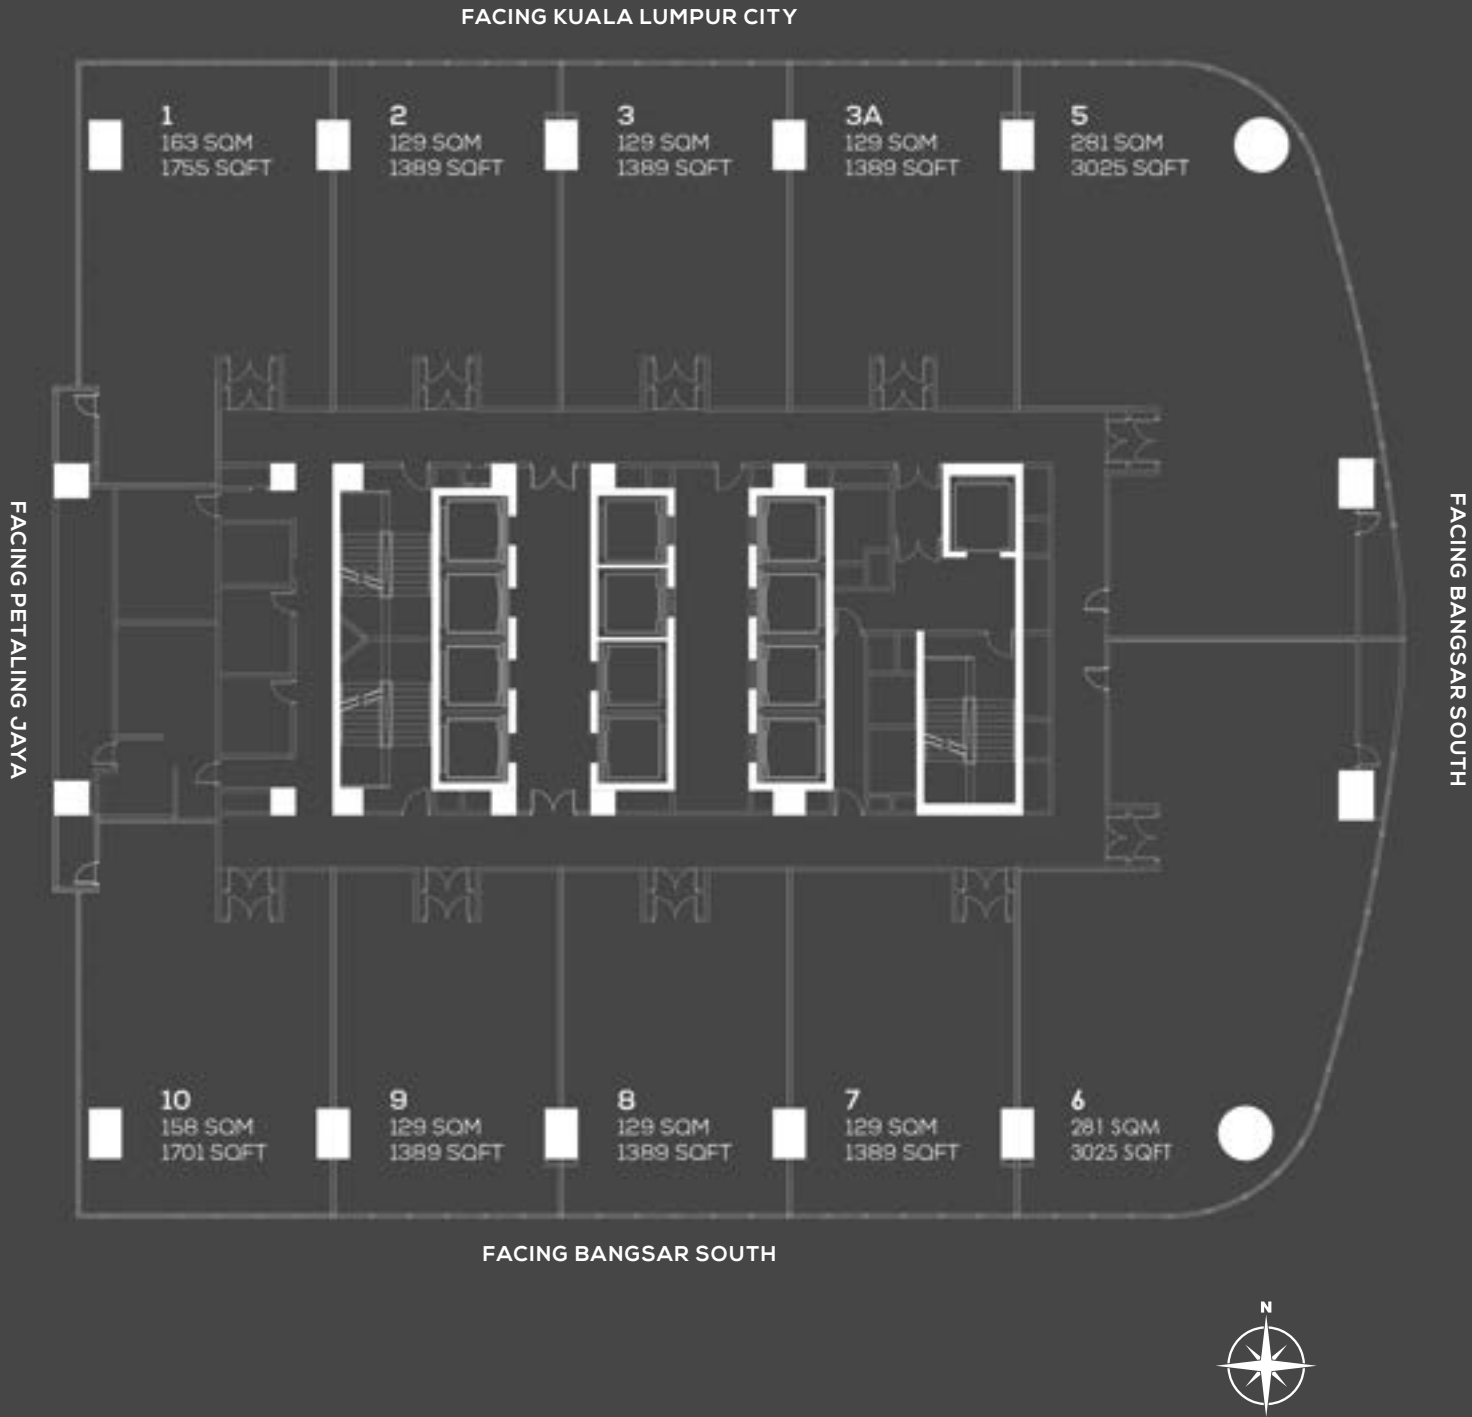 FACING KUALA LUMPUR CITY
1
163 SQM
1755 SQFT
2
129 SQM
1389 SQFT
3
129 SQM
1389 SQFT
3A
129 SQM
1389 SQFT
5
281 SQM
3025 SQFT
FACING PETALING JAYA
FACING BANGSAR SOUTH
10
158 SQM
1701 SQFT
9
129 SQM
1389 SQFT
8
129 SQM
1389 SQFT
7
129 SQM
1389 SQFT
6
281 SQM
3025 SQFT
FACING BANGSAR SOUTH
N